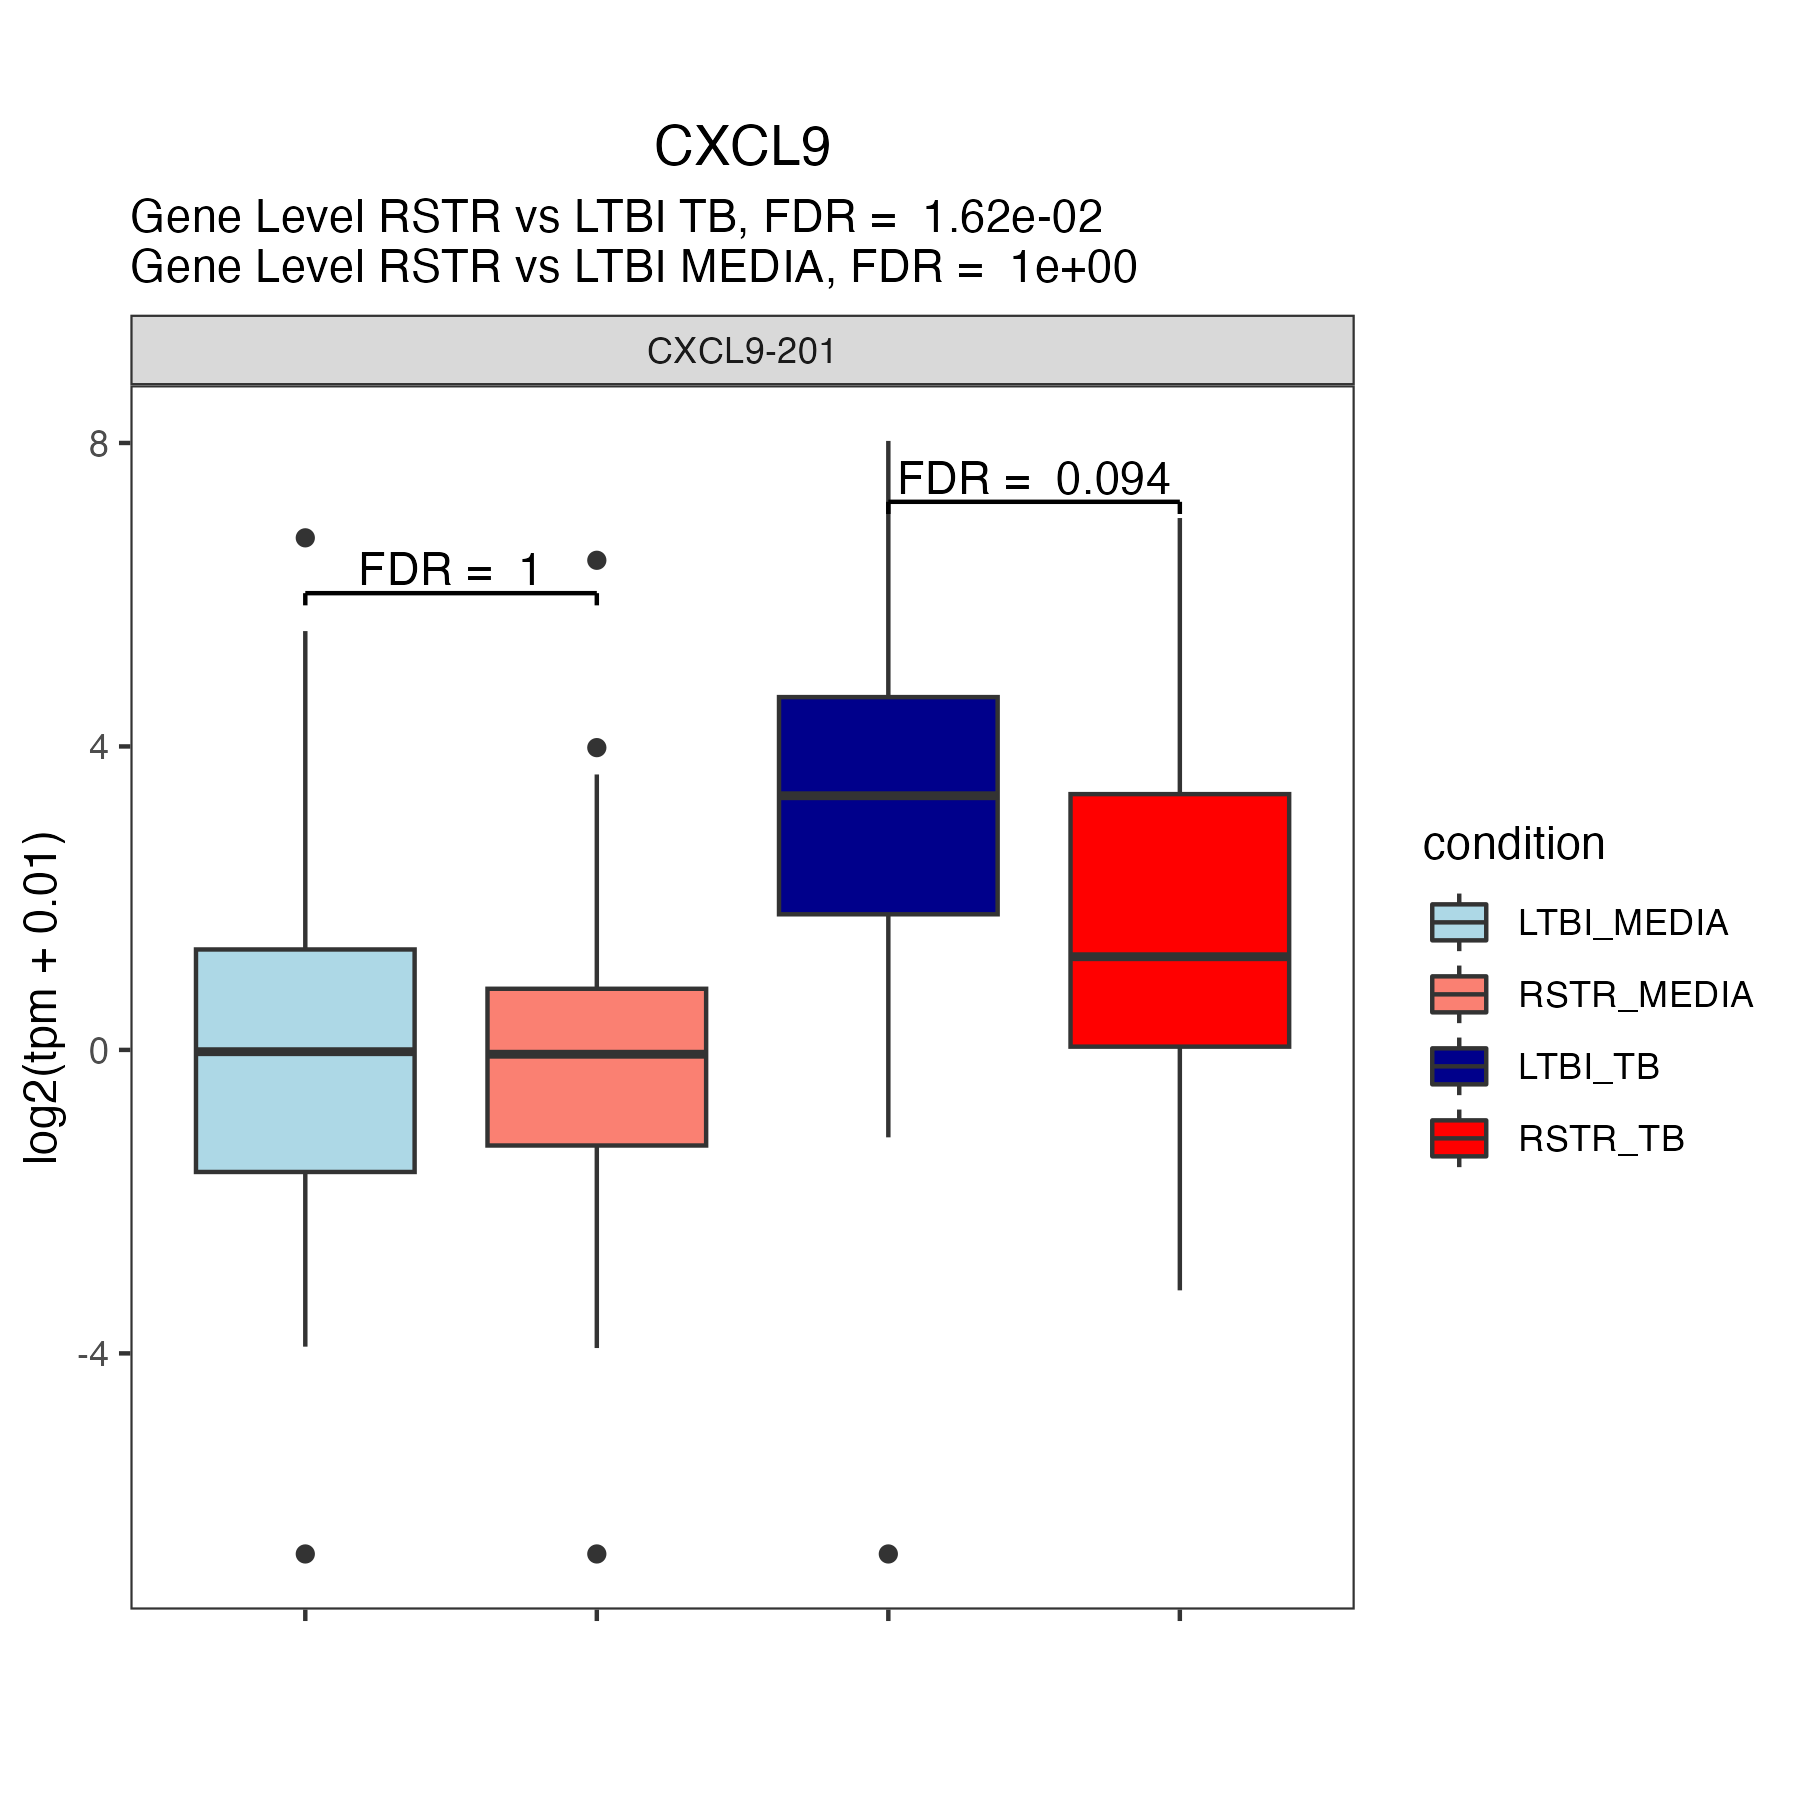 CXCL9
Gene Level RSTR vs LTBI TB, FDR =  1.62e-02
Gene Level RSTR vs LTBI MEDIA, FDR =  1e+00
CXCL9-201
8
4
0
-4
log2(tpm + 0.01)
FDR =  1
FDR =  0.094
condition
LTBI_MEDIA
RSTR_MEDIA
LTBI_TB
RSTR_TB